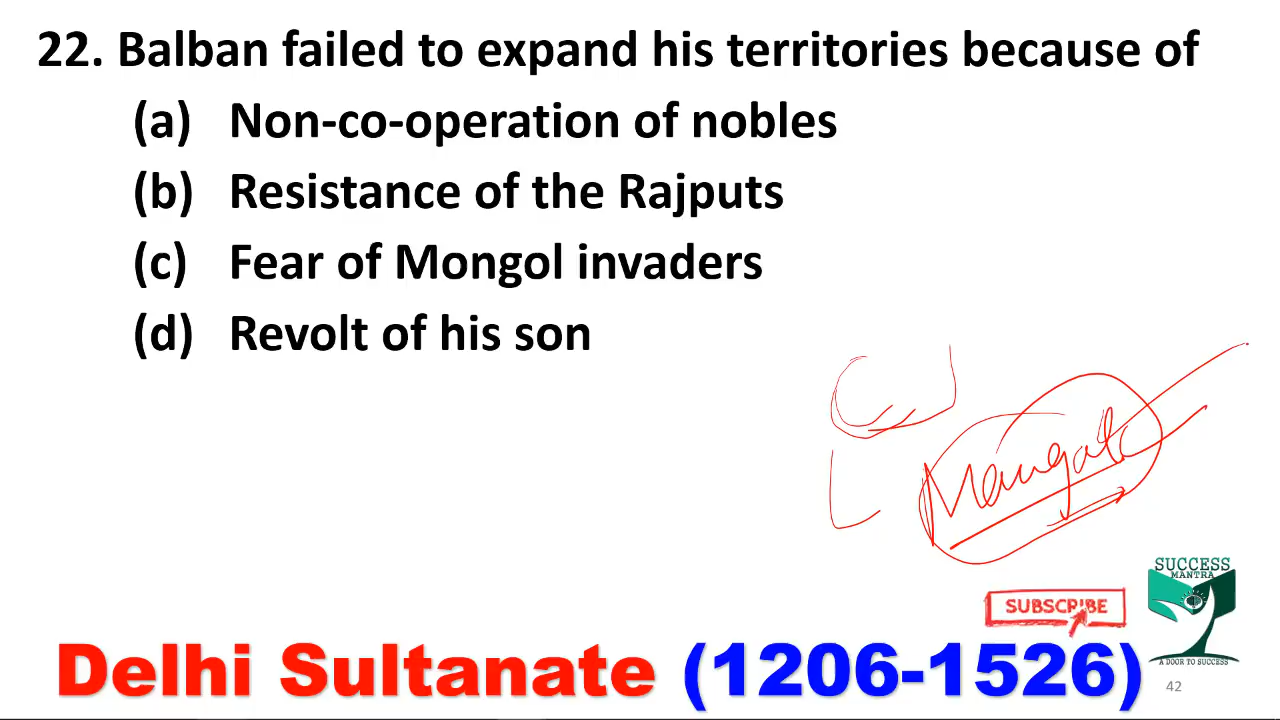 22. Balban failed to expand his territories because of
(a) Non-co-operation of nobles
(b) Resistance of the Rajputs
(c) Fear of Mongol invaders
(d) Revolt of his son
SUCCESS
MANTRA
A DOOR TO SUCCESS
SUBSCRIBE
Delhi Sultanate (1206-1526)
42